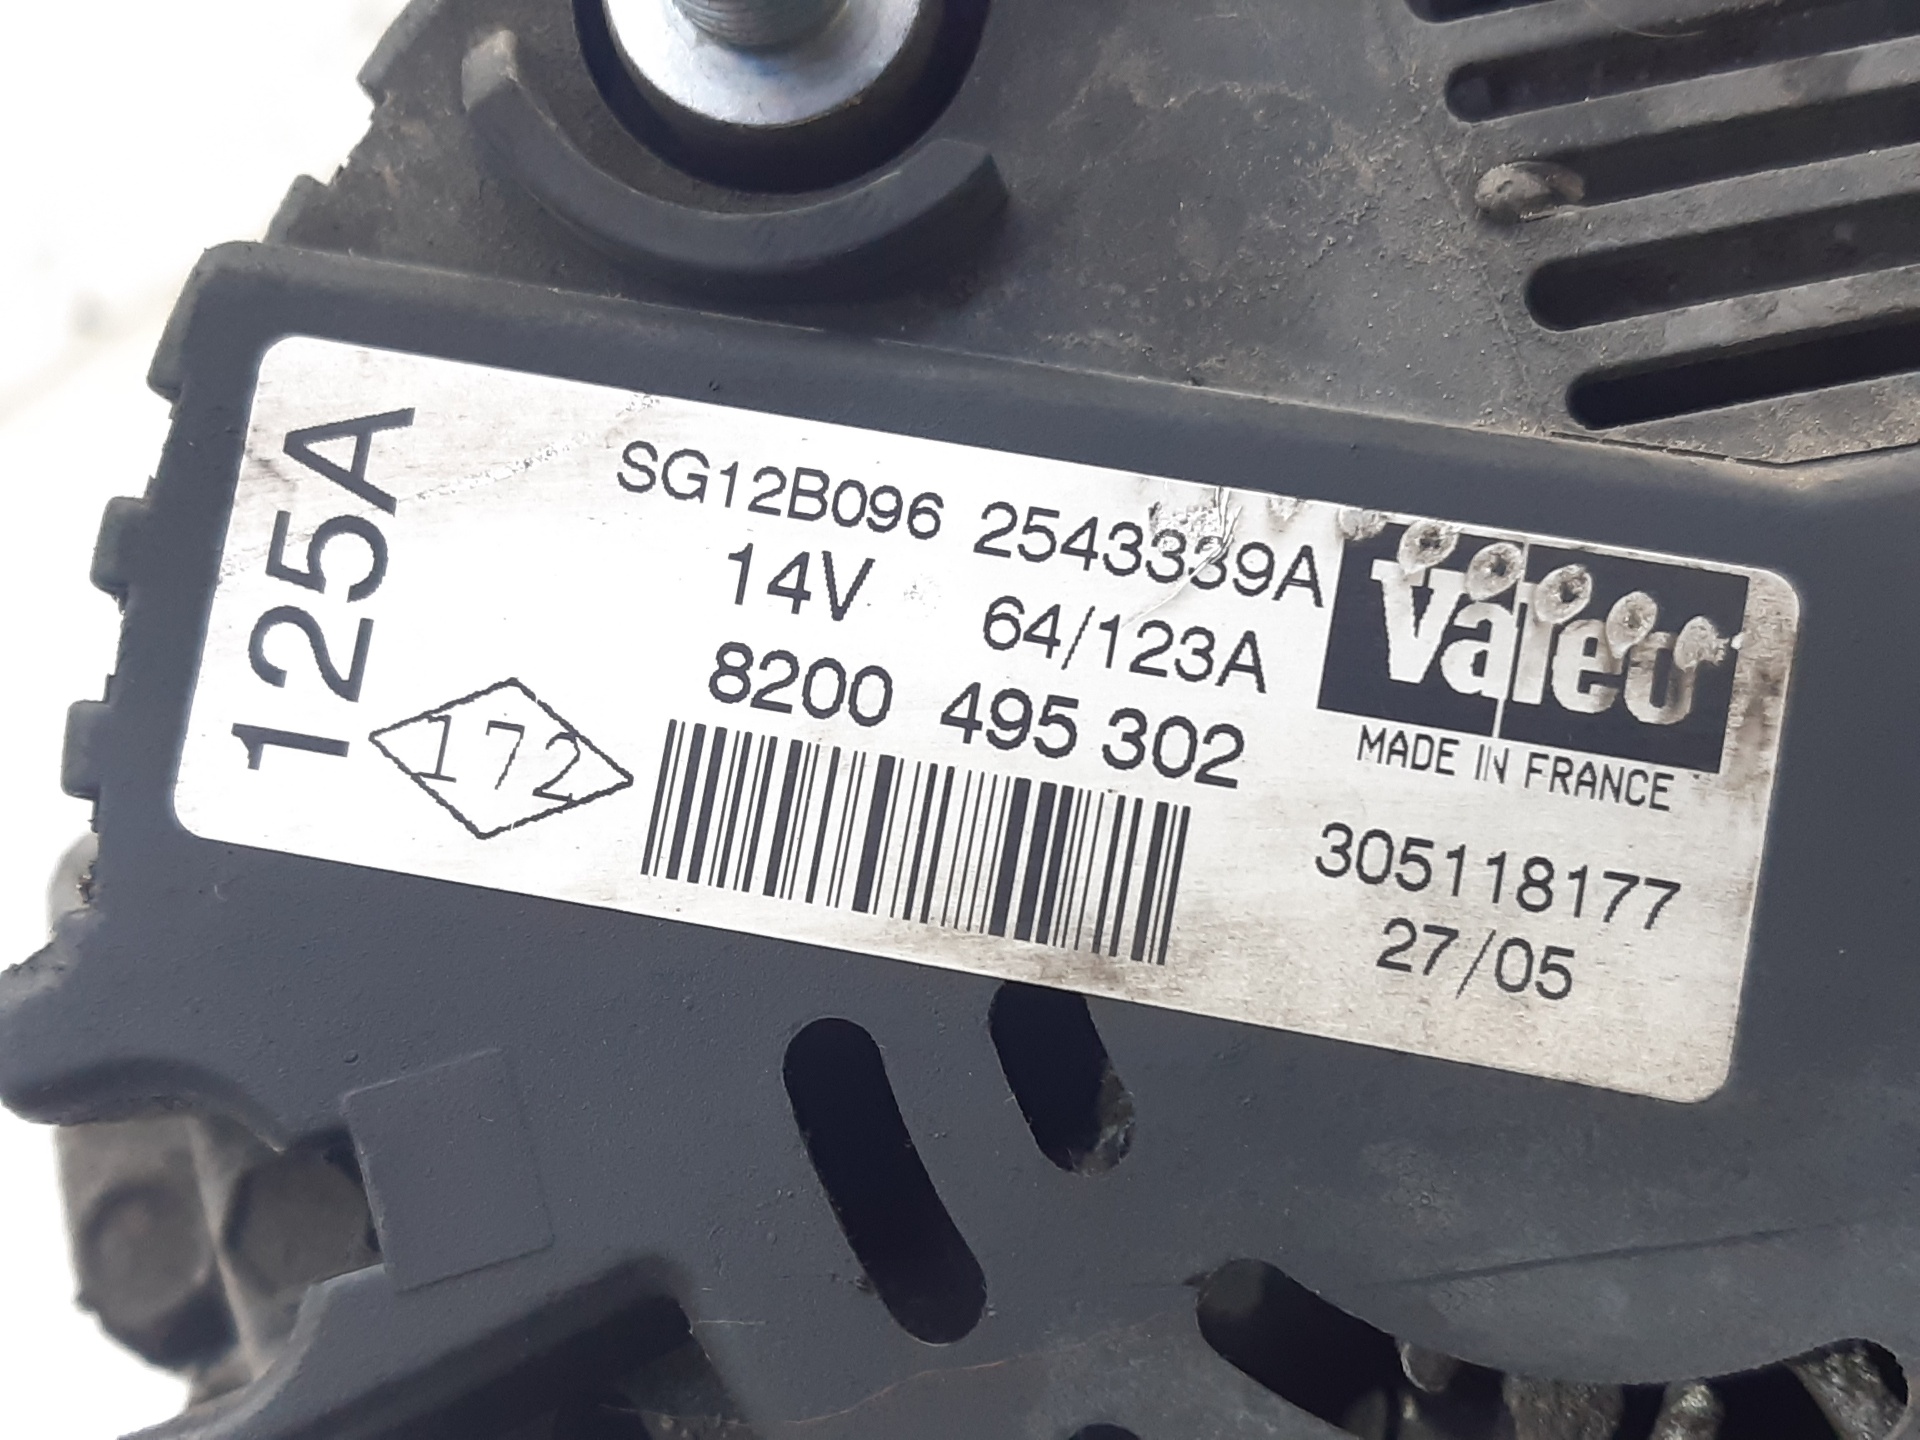 125A
SG12B096 2543339A
14V 64/123A
8200 495 302
172
Valeo
MADE IN FRANCE
305118177
27/05